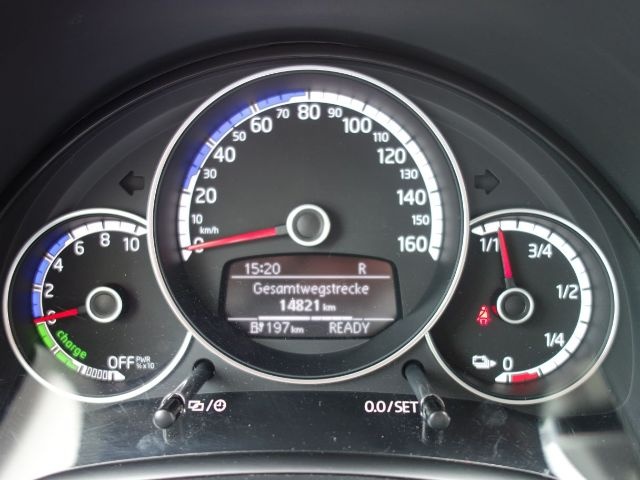 0 10 20 30 40 50 60 70 80 90 100 110 120 130 140 150 160
km/h
15:20 R
Gesamtwegstrecke
14821 km
197 km READY
0 2 4 6 8 10
charge
OFF PWR % x 10
1/1 3/4 1/2 1/4 0
0.0/SET